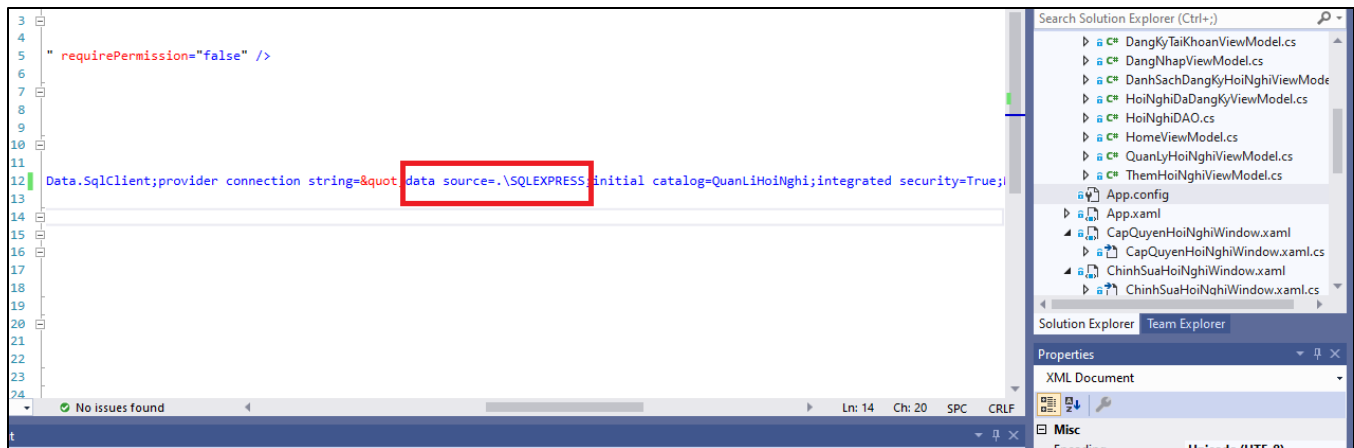 3
4
5 " requirePermission="false" />
6
7
8
9
10
11
12 Data.SqlClient;provider connection string=&quot;data source=.\SQLEXPRESS;initial catalog=QuanLiHoiNghi;integrated security=True;
13
14
15
16
17
18
19
20
21
22
23
24
No issues found
Ln: 14 Ch: 20 SPC CRLF
Search Solution Explorer (Ctrl+;)
C# DangKyTaiKhoanViewModel.cs
C# DangNhapViewModel.cs
C# DanhSachDangKyHoiNghiViewMode
C# HoiNghiDaDangKyViewModel.cs
C# HoiNghiDAO.cs
C# HomeViewModel.cs
C# QuanLyHoiNghiViewModel.cs
C# ThemHoiNghiViewModel.cs
App.config
App.xaml
CapQuyenHoiNghiWindow.xaml
CapQuyenHoiNghiWindow.xaml.cs
ChinhSuaHoiNghiWindow.xaml
ChinhSuaHoiNghiWindow.xaml.cs
Solution Explorer Team Explorer
Properties
XML Document
Misc